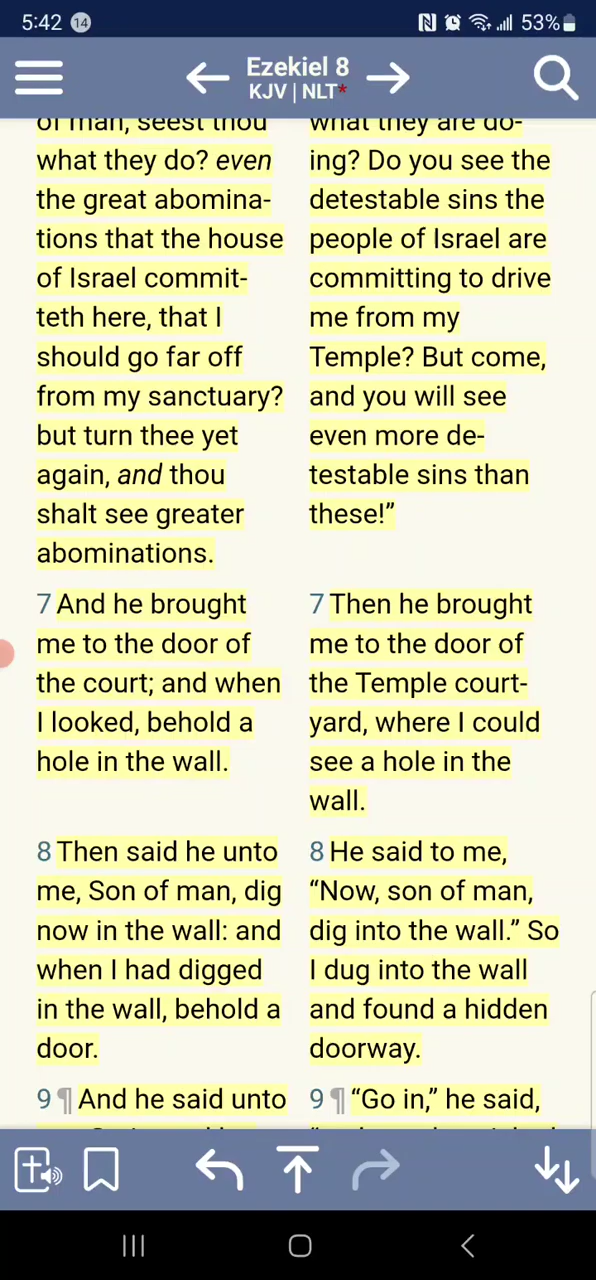 5:42 14 53%
Ezekiel 8
KJV | NLT*
of man, seest thou
what they do? even
the great abomina-
tions that the house
of Israel commit-
teth here, that I
should go far off
from my sanctuary?
but turn thee yet
again, and thou
shalt see greater
abominations.
7 And he brought
me to the door of
the court; and when
I looked, behold a
hole in the wall.
8 Then said he unto
me, Son of man, dig
now in the wall: and
when I had digged
in the wall, behold a
door.
9 ¶ And he said unto
what they are do-
ing? Do you see the
detestable sins the
people of Israel are
committing to drive
me from my
Temple? But come,
and you will see
even more de-
testable sins than
these!”
7 Then he brought
me to the door of
the Temple court-
yard, where I could
see a hole in the
wall.
8 He said to me,
“Now, son of man,
dig into the wall.” So
I dug into the wall
and found a hidden
doorway.
9 ¶ “Go in,” he said,